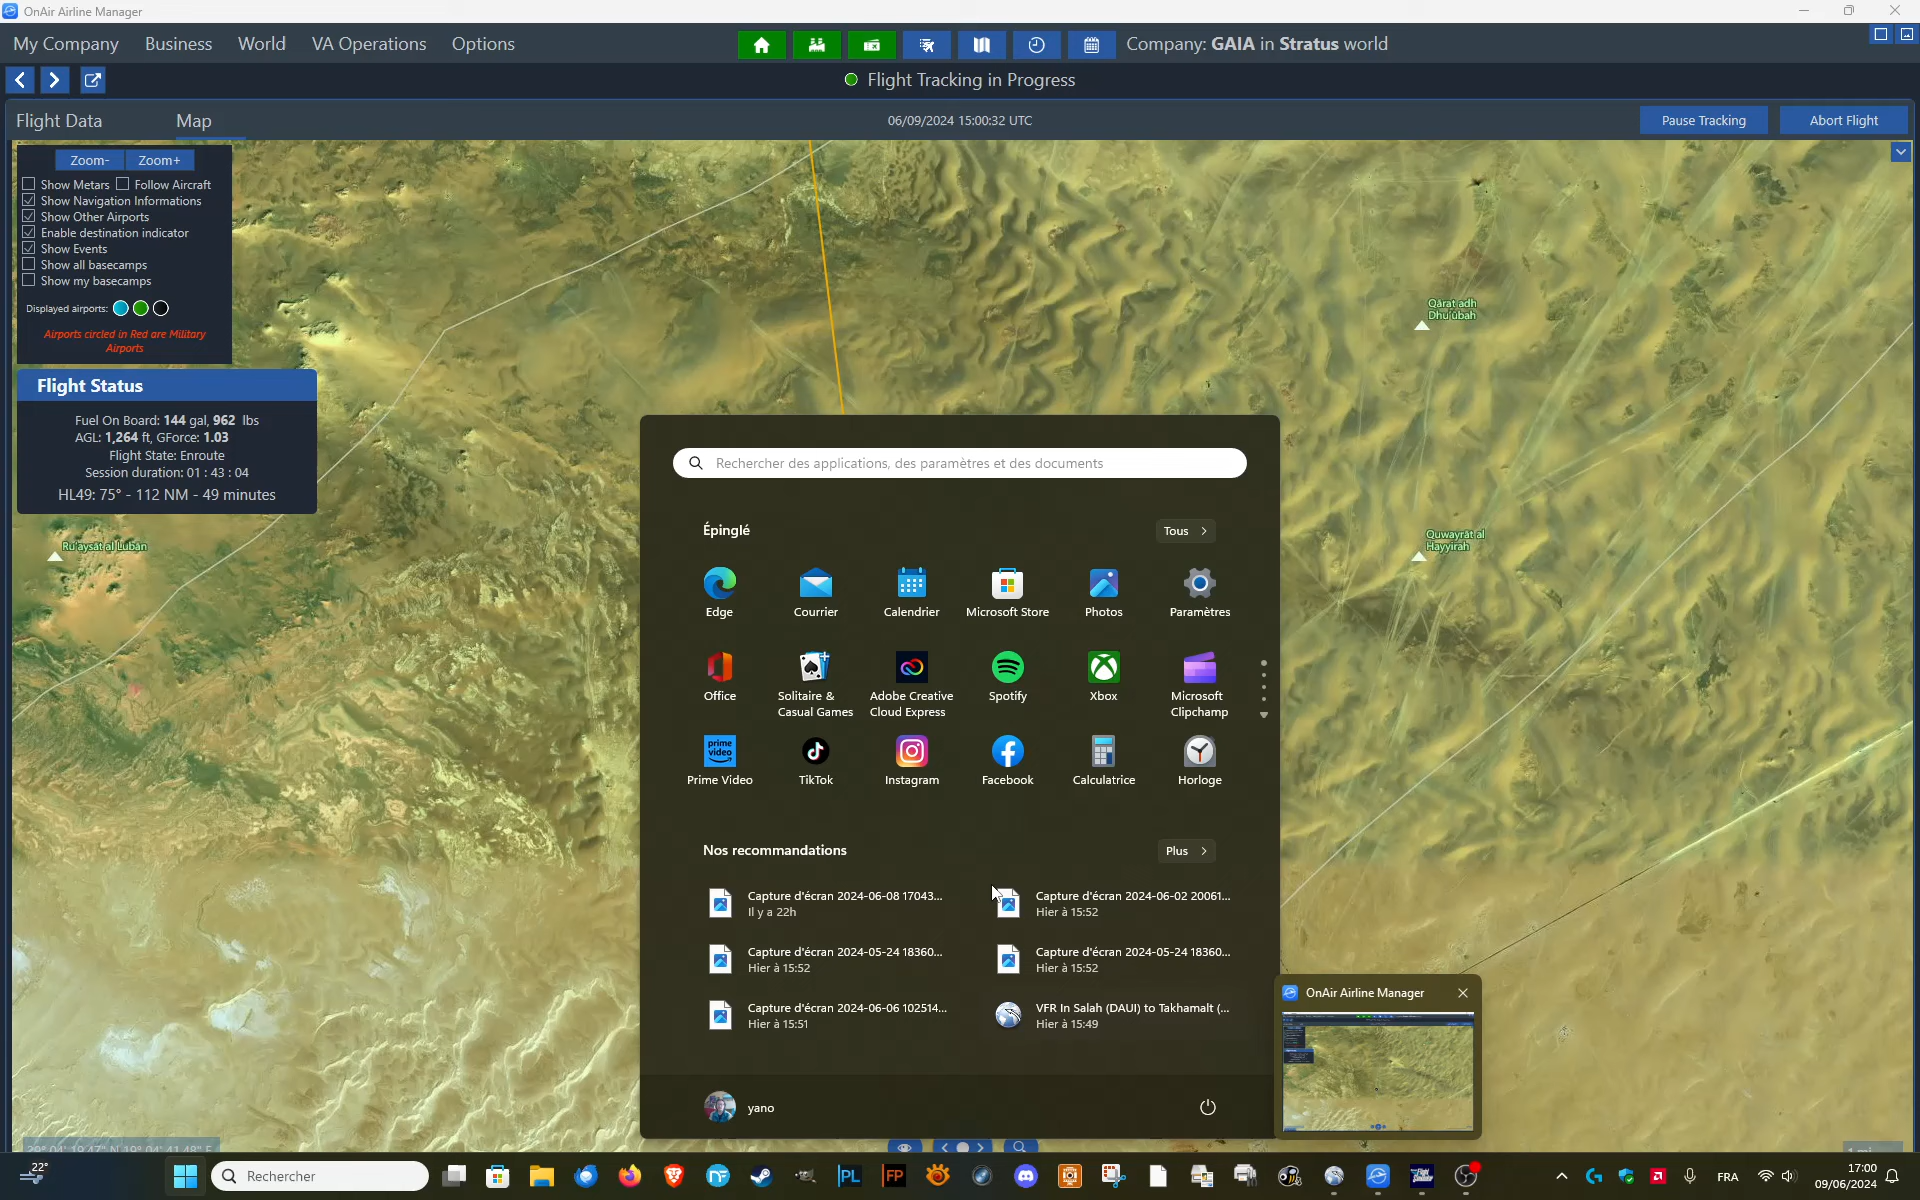 OnAir Airline Manager
My Company Business World VA Operations Options
Company: GAIA in Stratus world
Flight Tracking in Progress
Flight Data Map
06/09/2024 15:00:32 UTC
Pause Tracking Abort Flight
Zoom- Zoom+
Show Metars Follow Aircraft
Show Navigation Informations
Show Other Airports
Enable destination indicator
Show Events
Show all basecamps
Show my basecamps
Displayed airports:
Airports circled in Red are Military
Airports
Flight Status
Fuel On Board: 144 gal, 962 lbs
AGL: 1,264 ft, GForce: 1.03
Flight State: Enroute
Session duration: 01 : 43 : 04
HL49: 75° - 112 NM - 49 minutes
Ru'aysāt al Lubān
Qārat adh
Dhu'ūbah
Quwayrāt al
Hayyirah
Rechercher des applications, des paramètres et des documents
Épinglé
Tous
Edge Courrier Calendrier Microsoft Store Photos Paramètres
Office Solitaire & Adobe Creative Spotify Xbox Microsoft
Casual Games Cloud Express Clipchamp
prime
video
Prime Video TikTok Instagram Facebook Calculatrice Horloge
Nos recommandations
Plus
Capture d'écran 2024-06-08 17043...
Il y a 22h
Capture d'écran 2024-06-02 20061...
Hier à 15:52
Capture d'écran 2024-05-24 18360...
Hier à 15:52
Capture d'écran 2024-05-24 18360...
Hier à 15:52
Capture d'écran 2024-06-06 102514...
Hier à 15:51
VFR In Salah (DAUI) to Takhamalt (...
Hier à 15:49
OnAir Airline Manager
yano
22°
Rechercher
PL
FP
FRA
17:00
09/06/2024